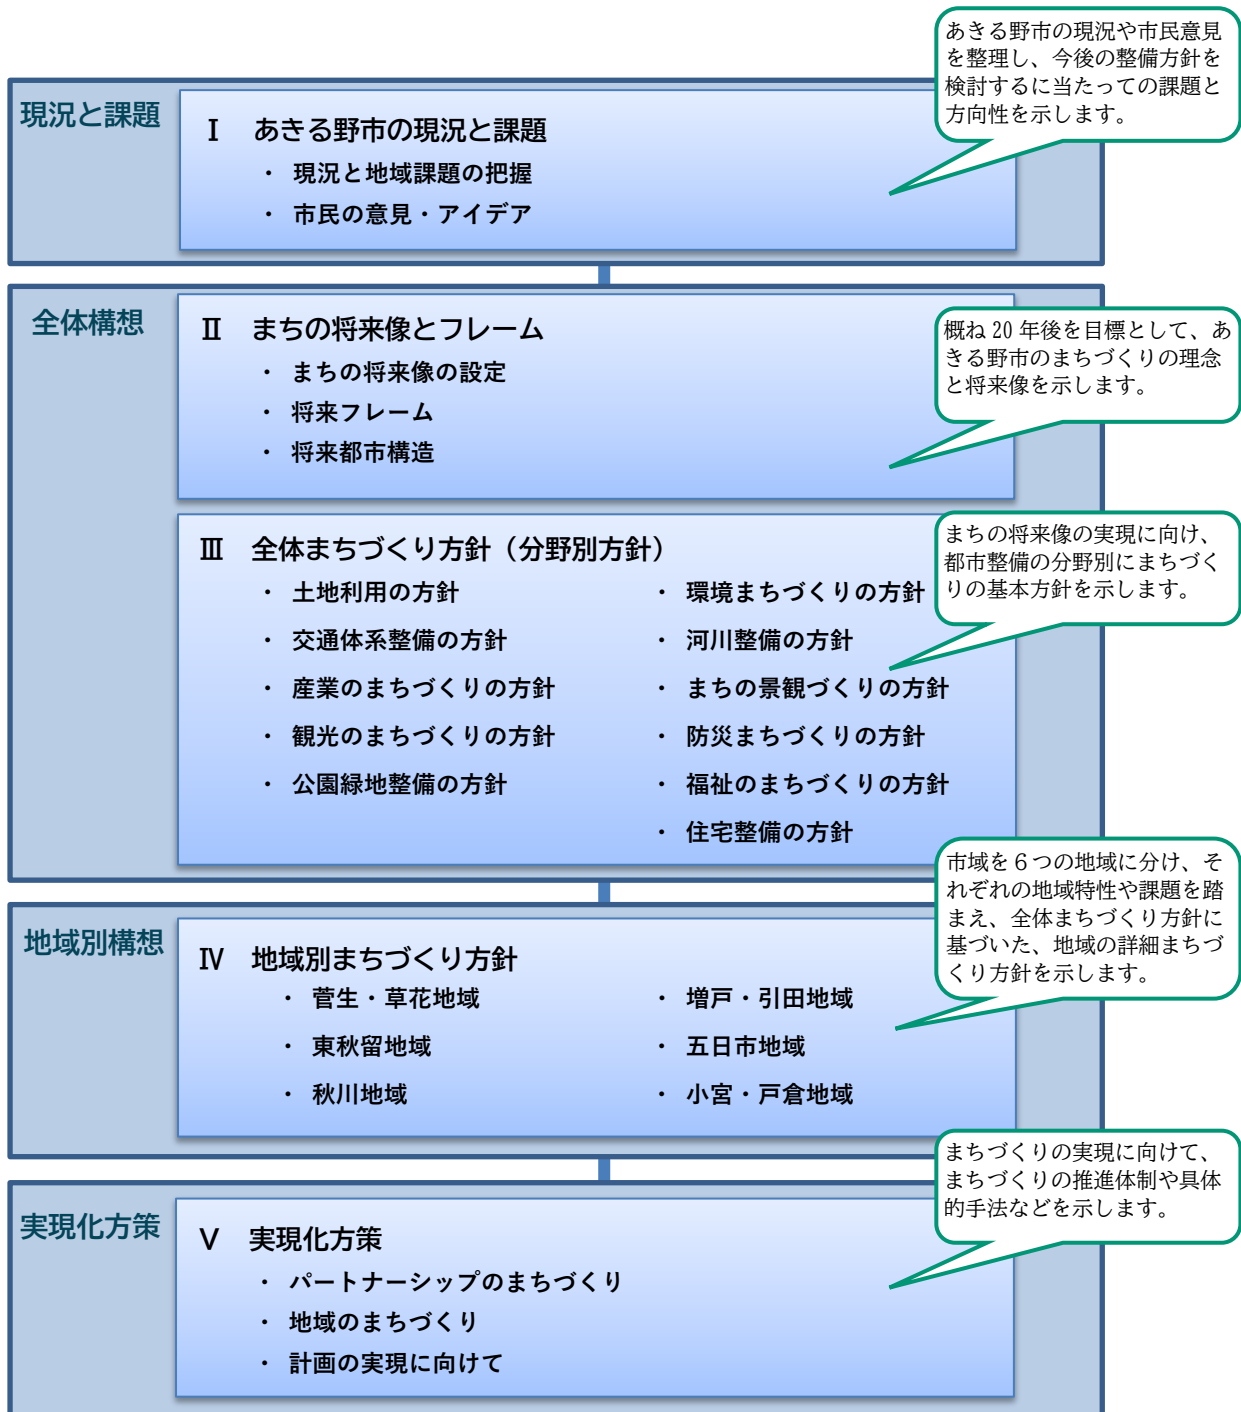 あきる野市の現況や市民意見
を整理し、今後の整備方針を
検討するに当たっての課題と
方向性を示します。
現況と課題
Ⅰ あきる野市の現況と課題
・ 現況と地域課題の把握
・ 市民の意見・アイデア
全体構想
Ⅱ まちの将来像とフレーム
・ まちの将来像の設定
・ 将来フレーム
・ 将来都市構造
概ね 20 年後を目標として、あ
きる野市のまちづくりの理念
と将来像を示します。
Ⅲ 全体まちづくり方針（分野別方針）
・ 土地利用の方針
・ 交通体系整備の方針
・ 産業のまちづくりの方針
・ 観光のまちづくりの方針
・ 公園緑地整備の方針
・ 環境まちづくりの方針
・ 河川整備の方針
・ まちの景観づくりの方針
・ 防災まちづくりの方針
・ 福祉のまちづくりの方針
・ 住宅整備の方針
まちの将来像の実現に向け、
都市整備の分野別にまちづく
りの基本方針を示します。
地域別構想
Ⅳ 地域別まちづくり方針
・ 菅生・草花地域
・ 東秋留地域
・ 秋川地域
・ 増戸・引田地域
・ 五日市地域
・ 小宮・戸倉地域
市域を６つの地域に分け、そ
れぞれの地域特性や課題を踏
まえ、全体まちづくり方針に
基づいた、地域の詳細まちづ
くり方針を示します。
実現化方策
Ⅴ 実現化方策
・ パートナーシップのまちづくり
・ 地域のまちづくり
・ 計画の実現に向けて
まちづくりの実現に向けて、
まちづくりの推進体制や具体
的手法などを示します。